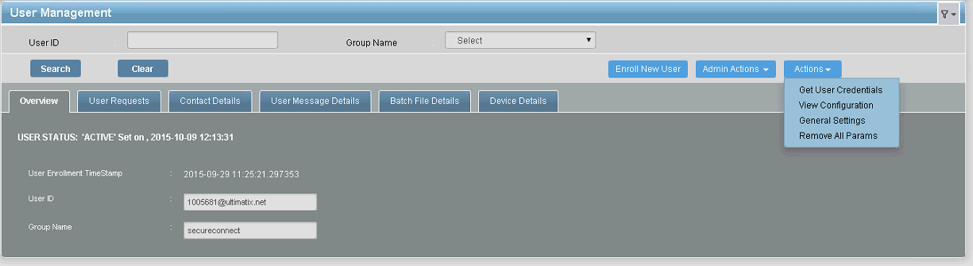 User Management
User ID : Group Name : Select
Search Clear Enroll New User Admin Actions Actions
Get User Credentials
View Configuration
General Settings
Remove All Params
Overview User Requests Contact Details User Message Details Batch File Details Device Details
USER STATUS: 'ACTIVE' Set on , 2015-10-09 12:13:31
User Enrollment TimeStamp : 2015-09-29 11:25:21.297353
User ID : 1005681@ultimatix.net
Group Name : secureconnect